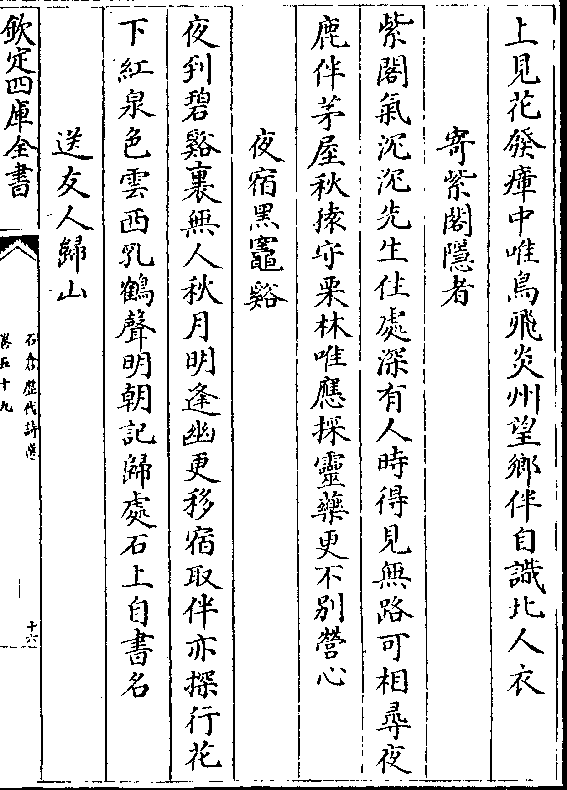 上見花發瘴中唯鳥飛炎州望鄉伴自識北人衣
寄紫閣隱者
紫閣氣沉沉先生住處深有人時得見無路可相尋夜
鹿伴茅屋秋猿守栗林唯應採靈藥更不別營心
夜宿黑竈谿
夜到碧谿裏無人秋月明逢幽更移宿取伴亦探行花
下紅泉色雲西乳鶴聲明朝記歸處石上自書名
送友人歸山
欽定四庫全書
石倉歷代詩選
卷五十九
十六